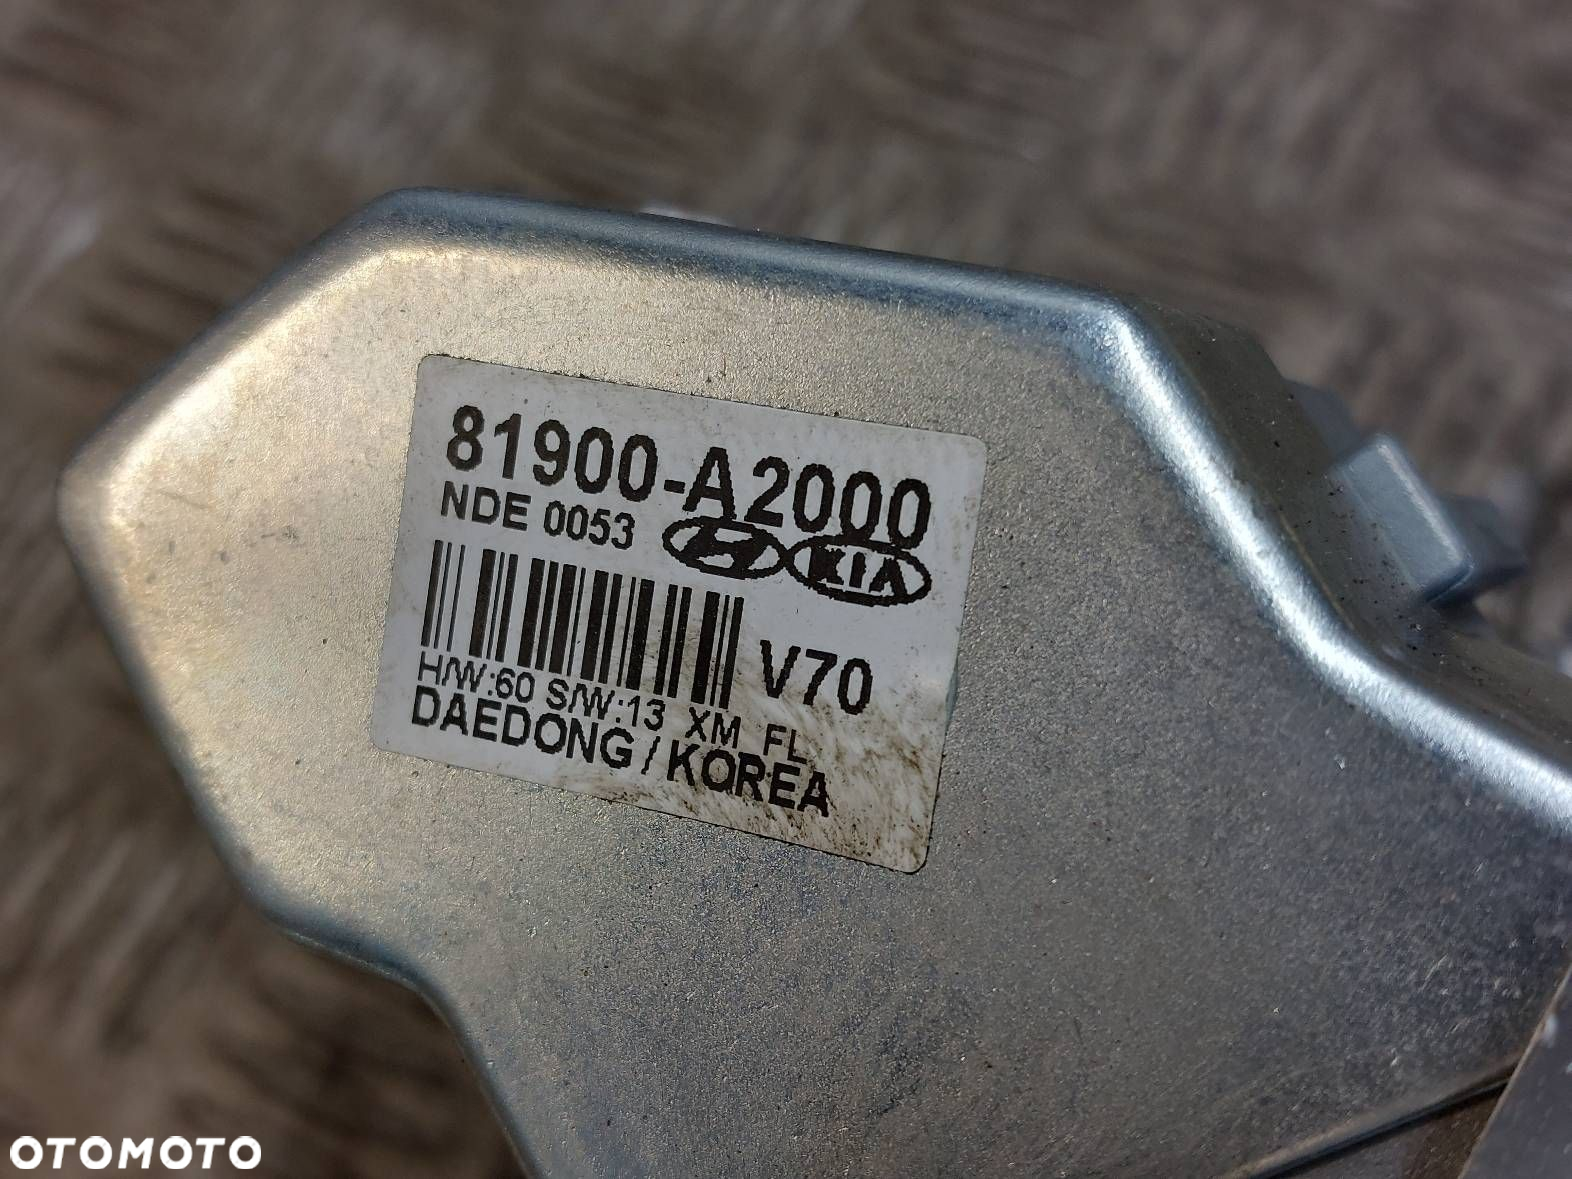 81900-A2000
NDE 0053 KIA
V70
H/W:60 S/W:13 XM FL
DAEDONG / KOREA
OTOMOTO